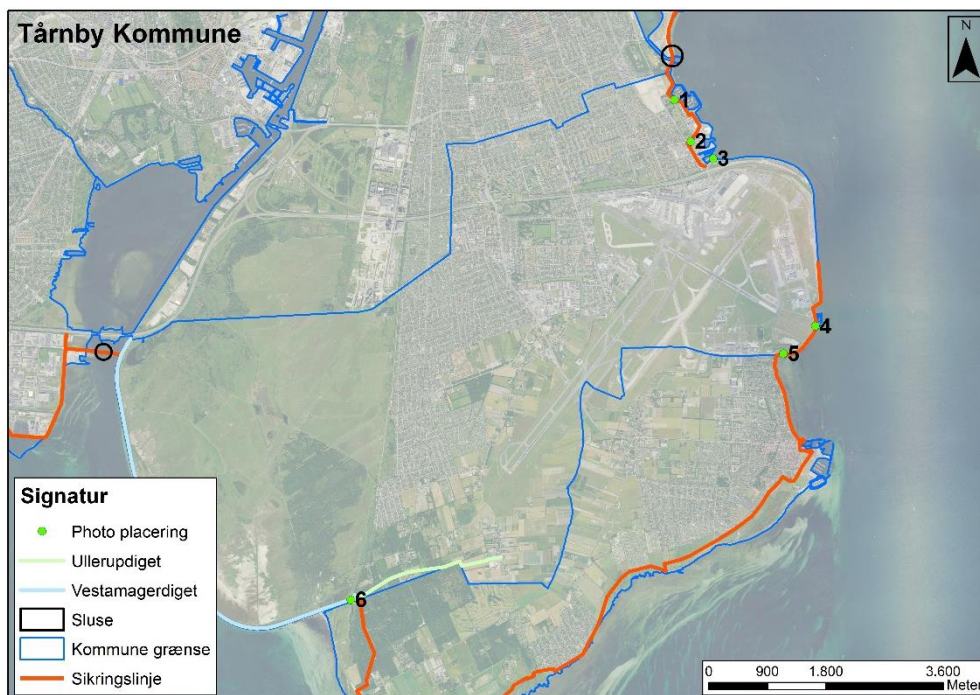 Tårnby Kommune
N
1
2
3
4
5
6
Signatur
Photo placering
Ullerupdiget
Vestamagerdiget
Sluse
Kommune grænse
Sikringslinje
0 900 1.800 3.600
Meter